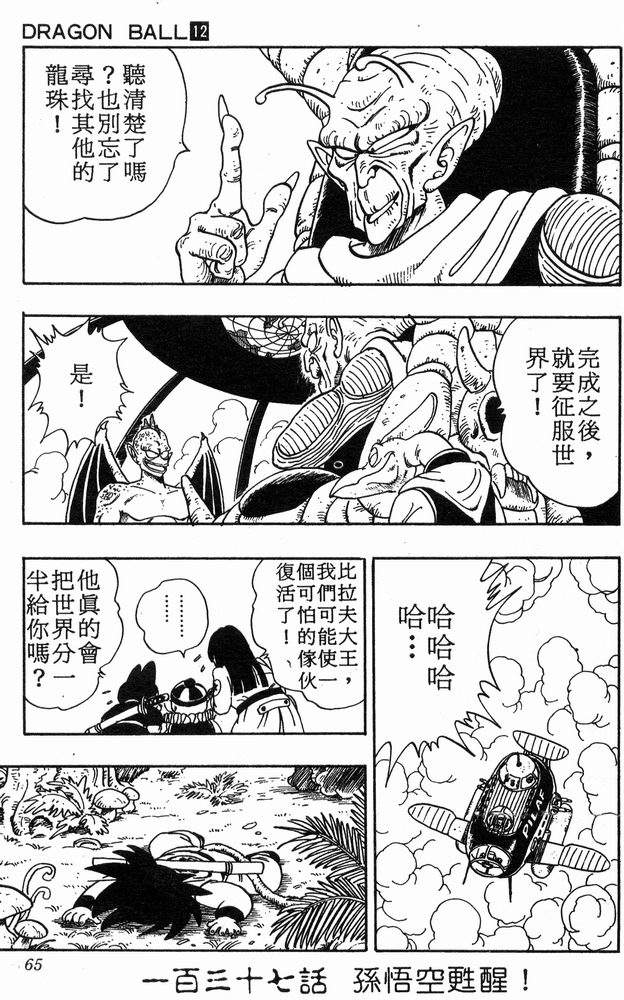 DRAGON BALL 12
聽清楚了嗎
？也別忘了
尋找其他的
龍珠！
完成之後，
就要征服世
界了！
是！
哈哈哈
哈…
PILAF
比拉夫大王，
我們可能使一
個可怕的傢伙
復活了！
……
……
他真的會
把世界分一
半給你嗎？
65
一百三十七話 孫悟空甦醒！